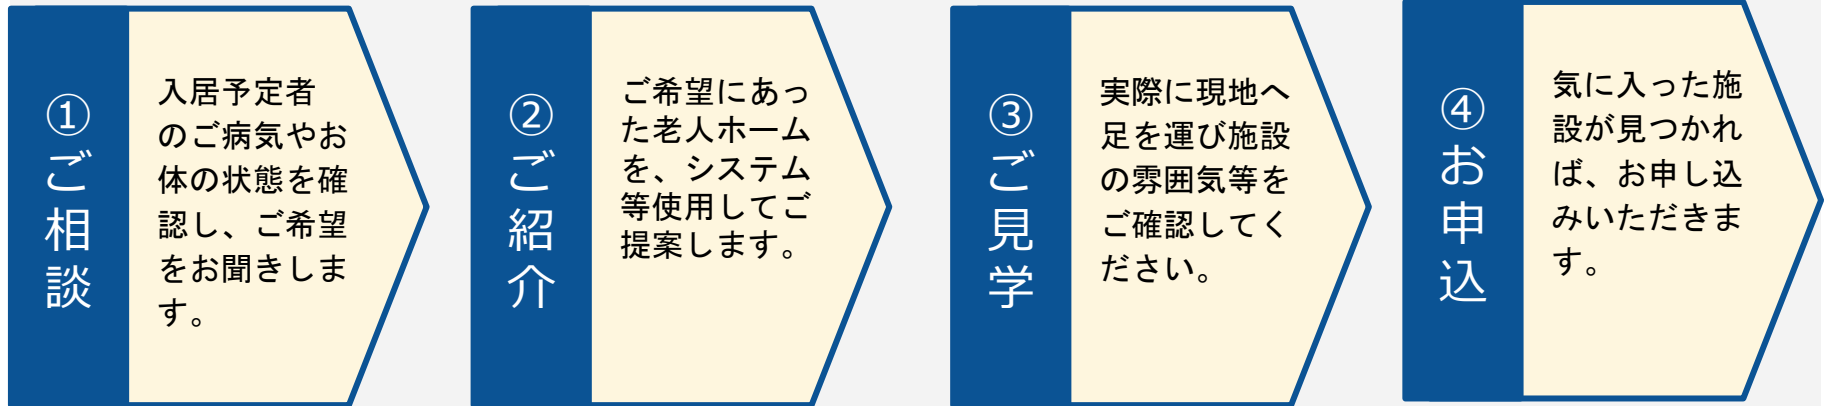 ①ご相談
入居予定者
のご病気やお
体の状態を確
認し、ご希望
をお聞きしま
す。
②ご紹介
ご希望にあっ
た老人ホーム
を、システム
等使用してご
提案します。
③ご見学
実際に現地へ
足を運び施設
の雰囲気等を
ご確認してく
ださい。
④お申込
気に入った施
設が見つかれ
ば、お申し込
みいただきま
す。